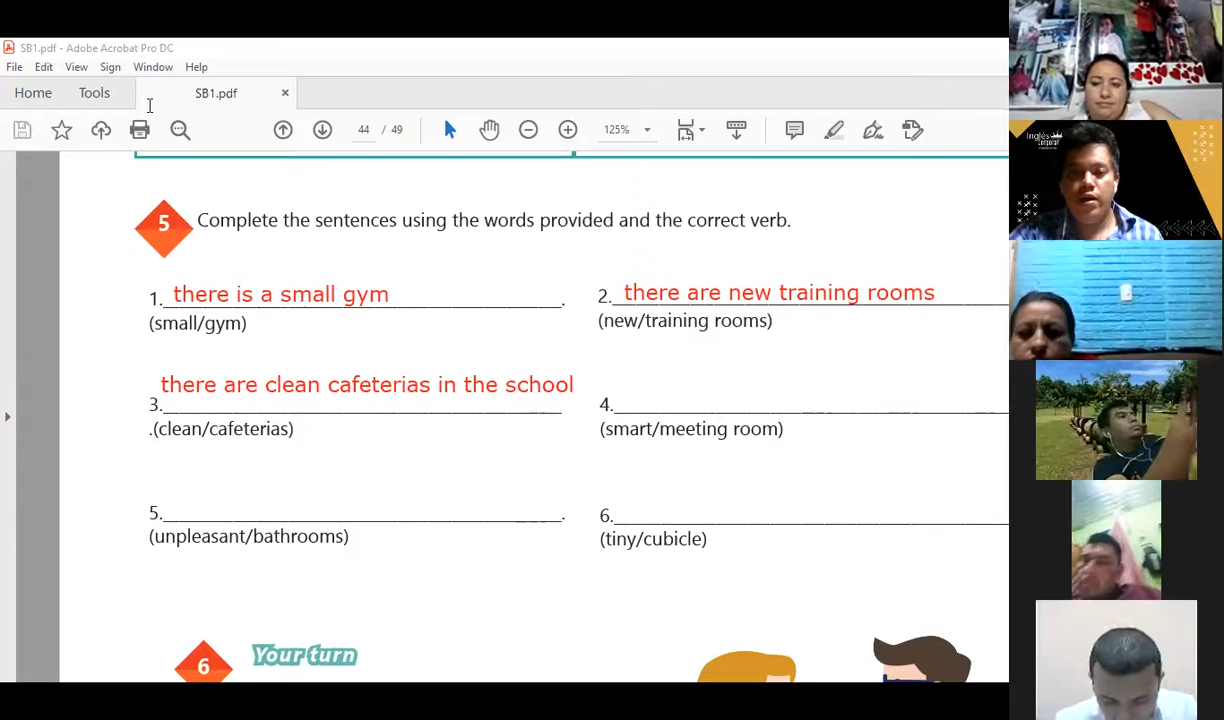 SB1.pdf - Adobe Acrobat Pro DC
File Edit View Sign Window Help
Home Tools SB1.pdf ×
44 / 49 125%
5 Complete the sentences using the words provided and the correct verb.
1. there is a small gym.
(small/gym)
2. there are new training rooms
(new/training rooms)
there are clean cafeterias in the school
3.
.(clean/cafeterias)
4.
(smart/meeting room)
5. .
(unpleasant/bathrooms)
6.
(tiny/cubicle)
6 Your turn
Inglés